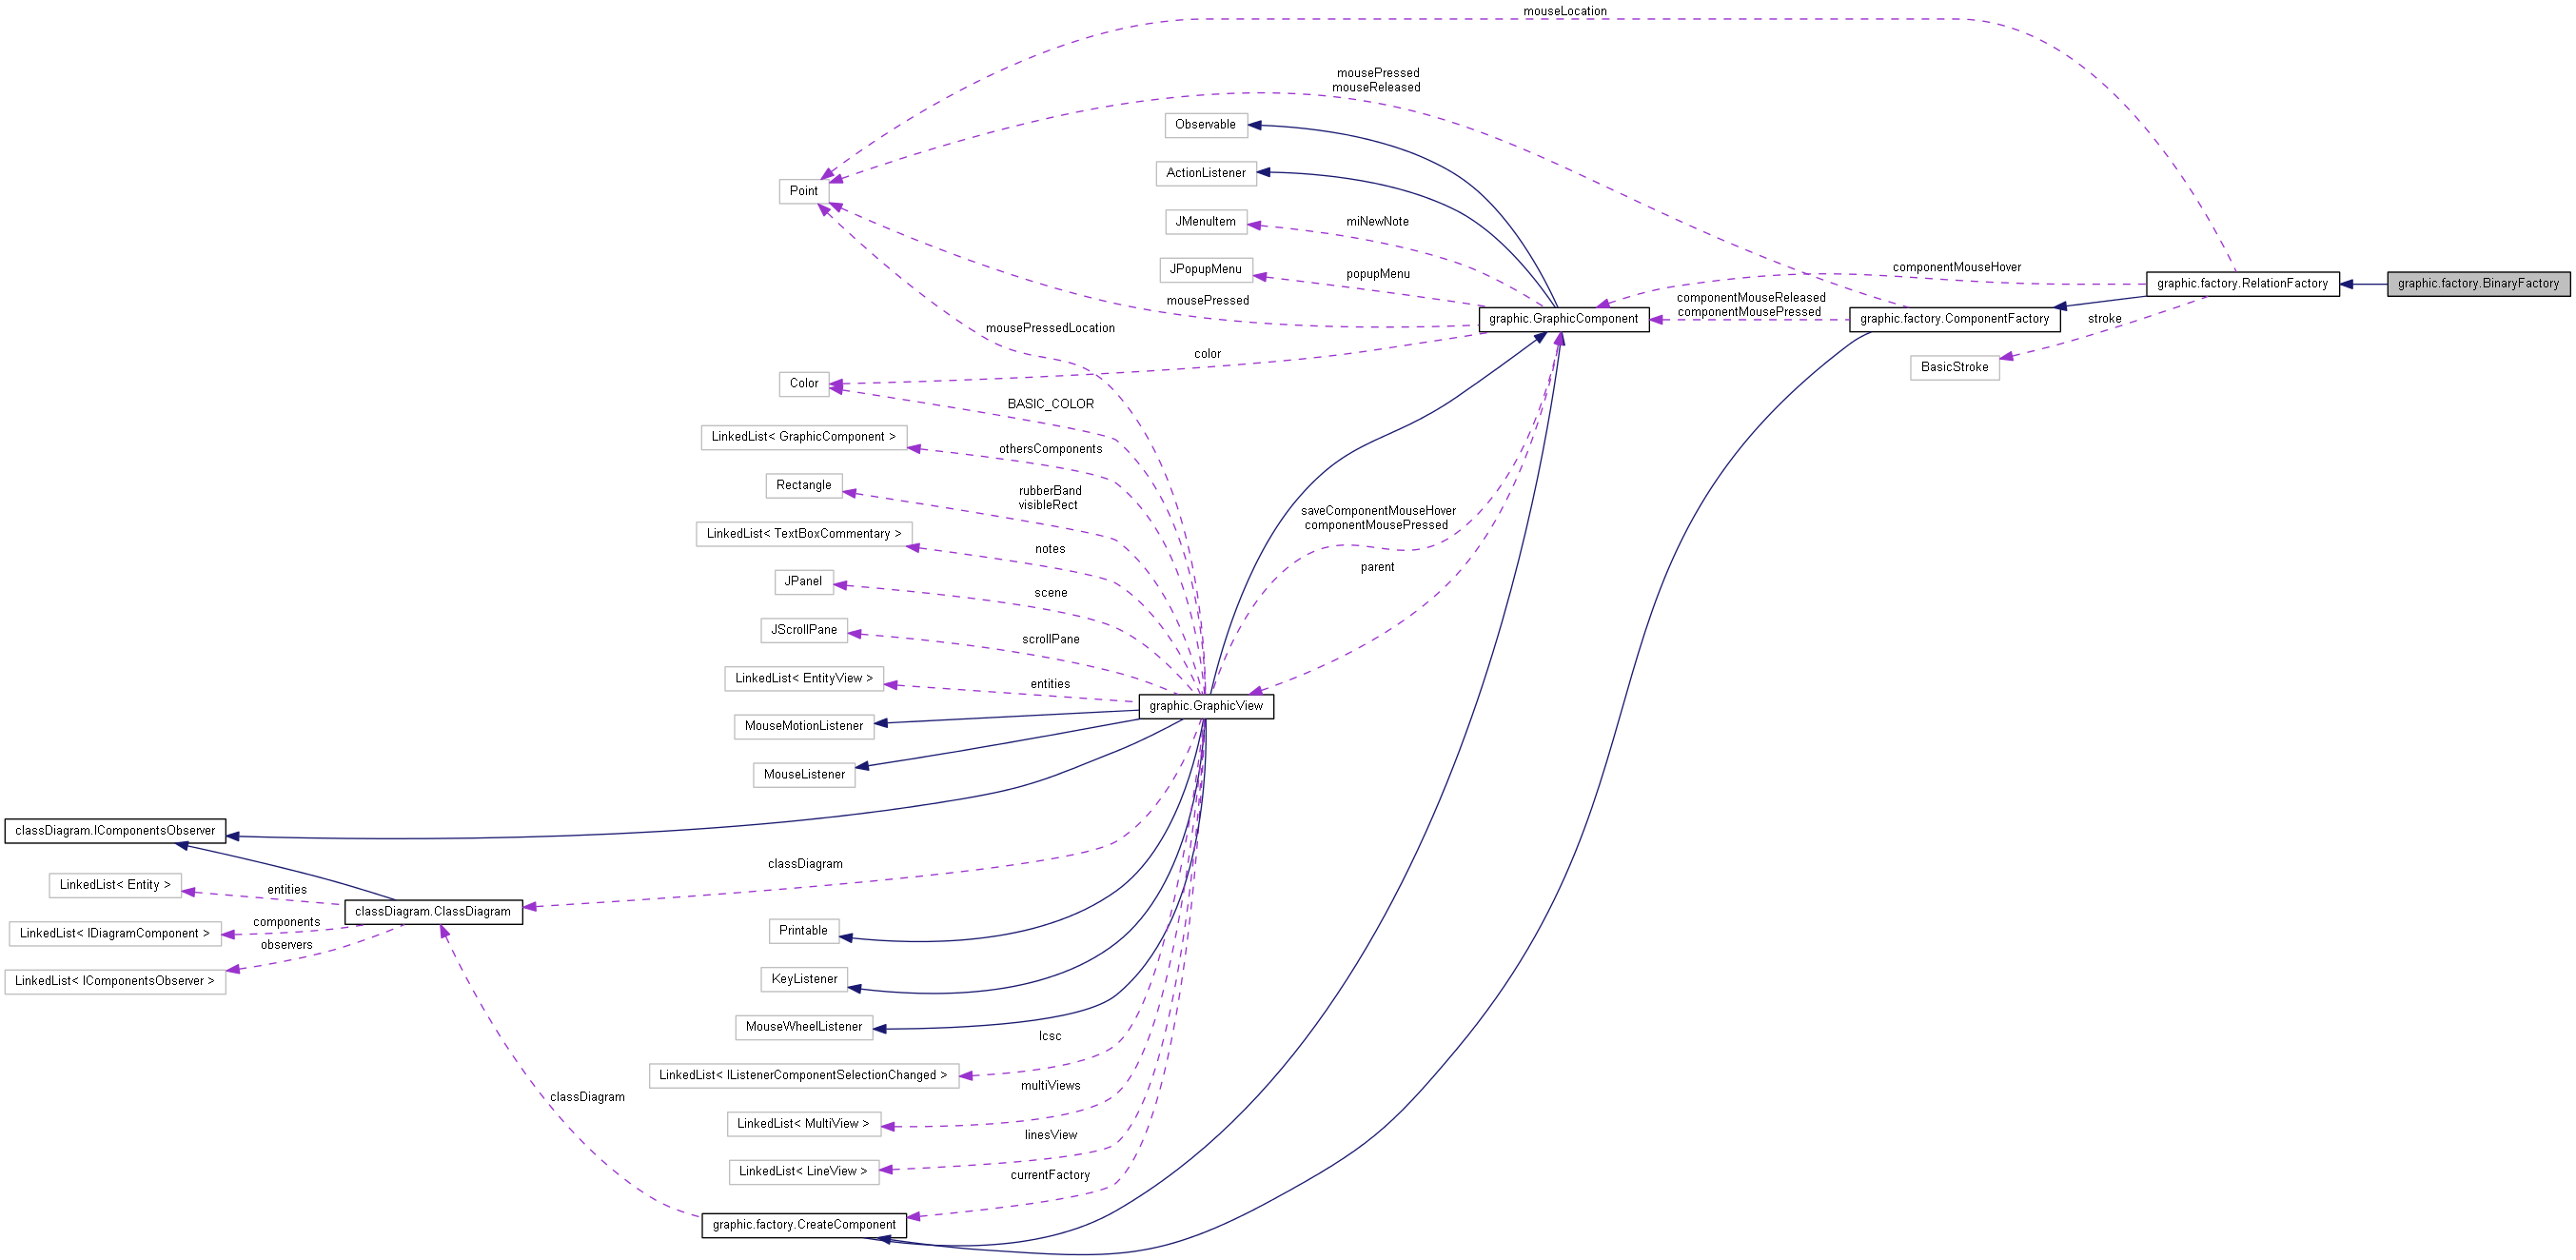 mouseLocation
mousePressed
mouseReleased
Observable
ActionListener
Point
JMenuItem
miNewNote
JPopupMenu
popupMenu
componentMouseHover
graphic.factory.RelationFactory
graphic.factory.BinaryFactory
mousePressed
componentMouseReleased
componentMousePressed
graphic.GraphicComponent
graphic.factory.ComponentFactory
stroke
mousePressedLocation
color
BasicStroke
Color
BASIC_COLOR
LinkedList< GraphicComponent >
othersComponents
Rectangle
rubberBand
visibleRect
saveComponentMouseHover
componentMousePressed
LinkedList< TextBoxCommentary >
notes
parent
JPanel
scene
JScrollPane
scrollPane
LinkedList< EntityView >
entities
graphic.GraphicView
MouseMotionListener
MouseListener
classDiagram.IComponentsObserver
classDiagram
LinkedList< Entity >
entities
classDiagram.ClassDiagram
LinkedList< IDiagramComponent >
components
observers
LinkedList< IComponentsObserver >
Printable
KeyListener
MouseWheelListener
lcsc
LinkedList< IListenerComponentSelectionChanged >
multiViews
classDiagram
LinkedList< MultiView >
linesView
LinkedList< LineView >
currentFactory
graphic.factory.CreateComponent